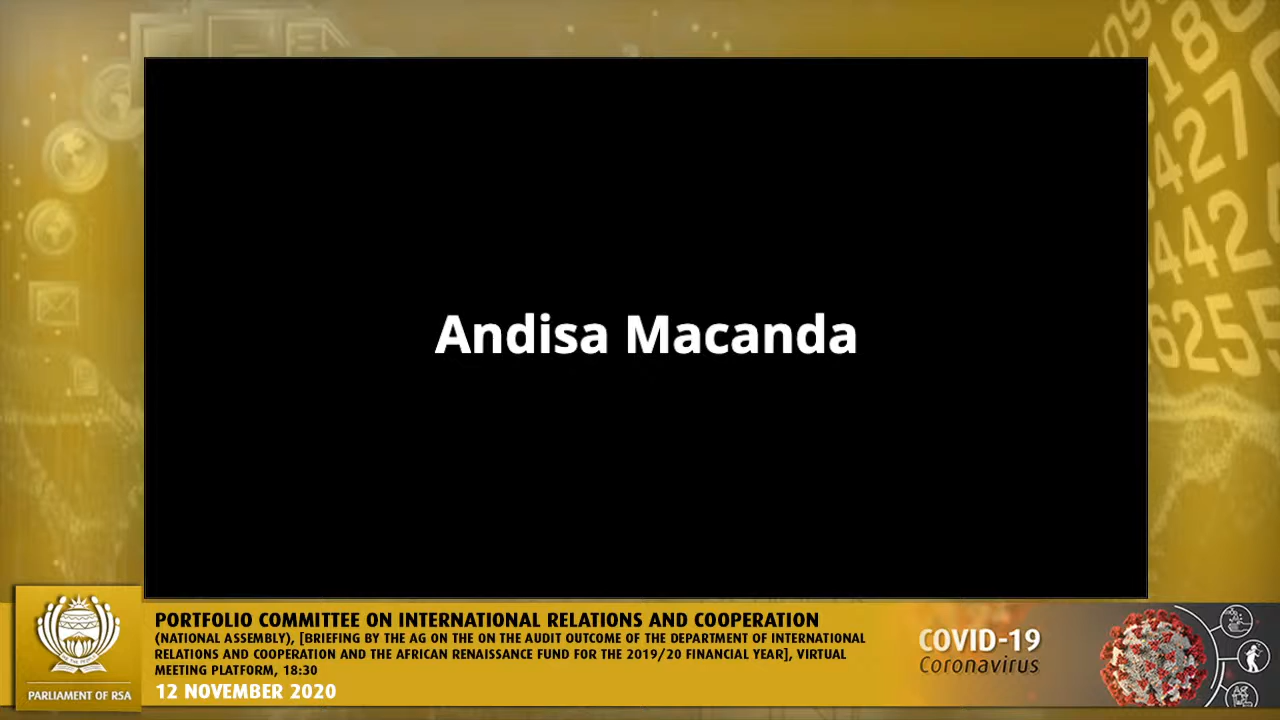 Andisa Macanda
PORTFOLIO COMMITTEE ON INTERNATIONAL RELATIONS AND COOPERATION
(NATIONAL ASSEMBLY), [BRIEFING BY THE AG ON THE ON THE AUDIT OUTCOME OF THE DEPARTMENT OF INTERNATIONAL
RELATIONS AND COOPERATION AND THE AFRICAN RENAISSANCE FUND FOR THE 2019/20 FINANCIAL YEAR], VIRTUAL
MEETING PLATFORM, 18:30
12 NOVEMBER 2020
PARLIAMENT OF RSA
COVID-19
Coronavirus